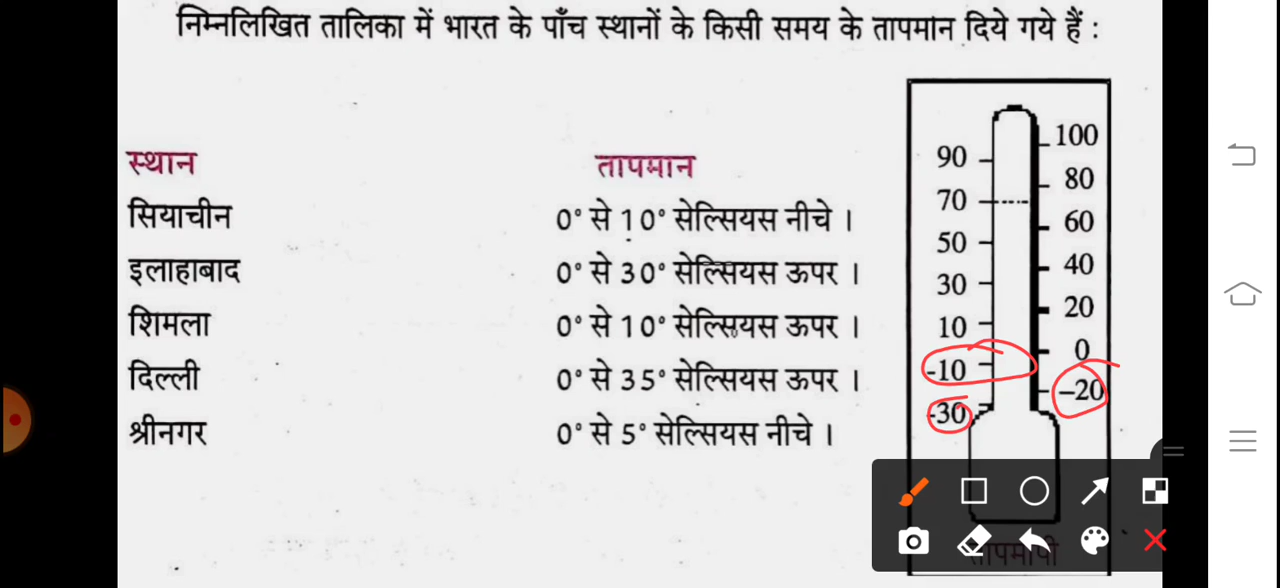 निम्नलिखित तालिका में भारत के पाँच स्थानों के किसी समय के तापमान दिये गये हैं :
स्थान तापमान
सियाचीन 0° से 10° सेल्सियस नीचे ।
इलाहाबाद 0° से 30° सेल्सियस ऊपर ।
शिमला 0° से 10° सेल्सियस ऊपर ।
दिल्ली 0° से 35° सेल्सियस ऊपर ।
श्रीनगर 0° से 5° सेल्सियस नीचे ।
100
90
80
70
60
50
40
30
20
10
0
-10
-20
-30
तापमापी